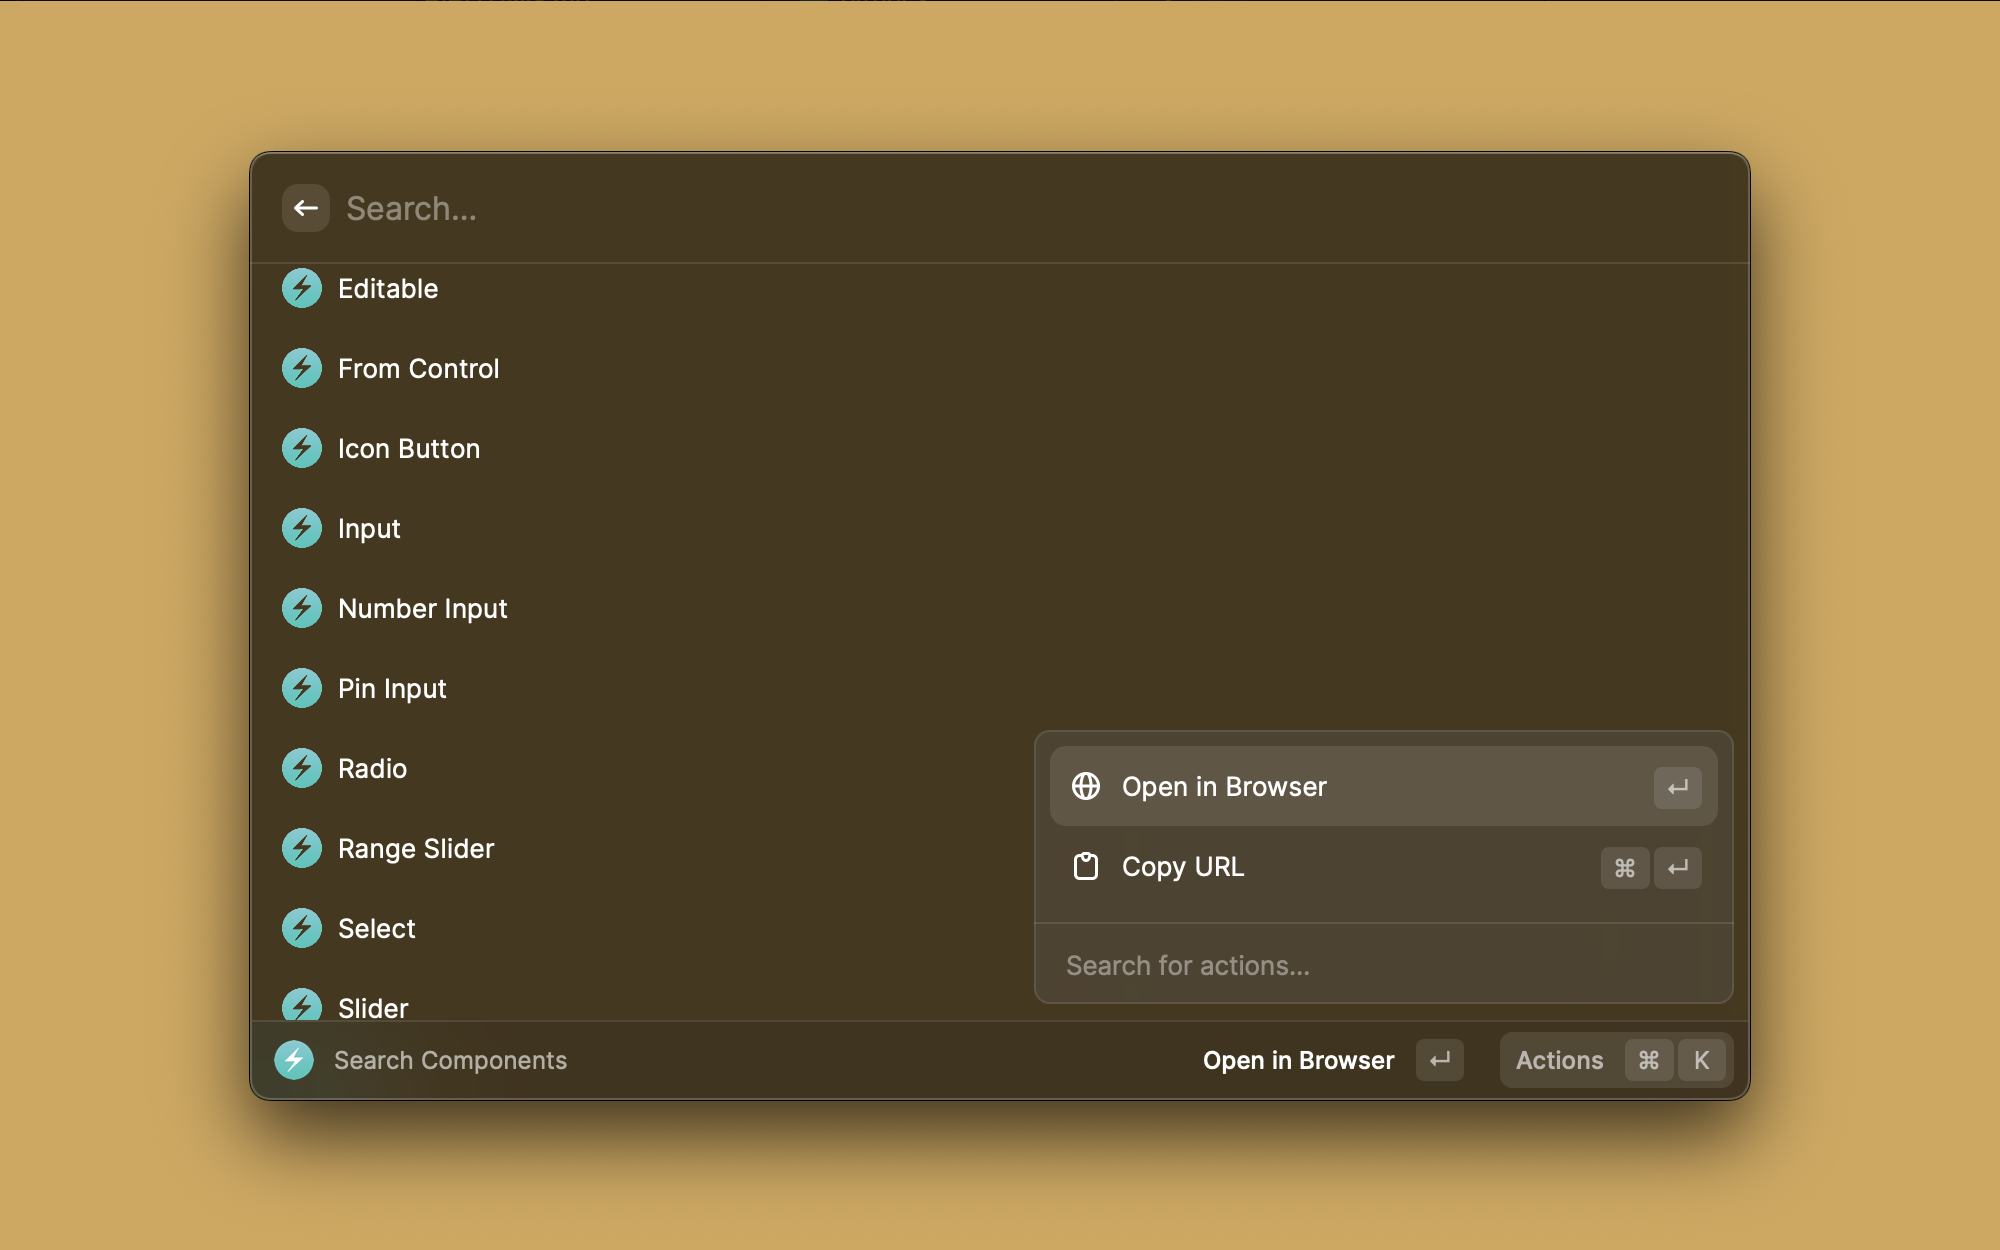 Search...
Editable
From Control
Icon Button
Input
Number Input
Pin Input
Radio
Range Slider
Select
Slider
Open in Browser ↵
Copy URL ⌘ ↵
Search for actions...
Search Components Open in Browser ↵ Actions ⌘ K